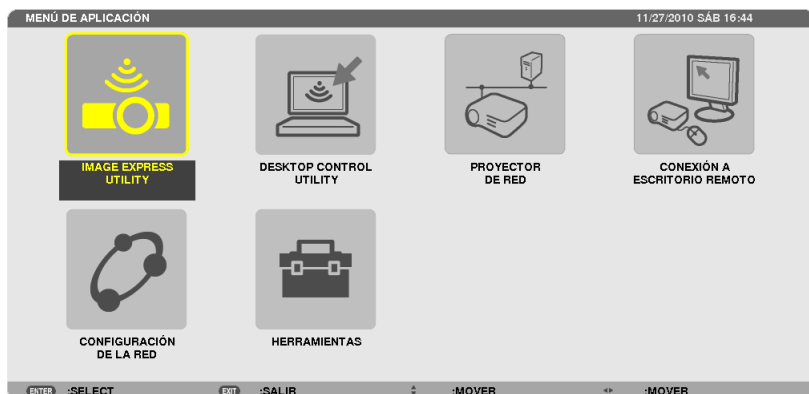 MENÚ DE APLICACIÓN 11/27/2010 SÁB 16:44
IMAGE EXPRESS
UTILITY
DESKTOP CONTROL
UTILITY
PROYECTOR
DE RED
CONEXIÓN A
ESCRITORIO REMOTO
CONFIGURACIÓN
DE LA RED
HERRAMIENTAS
ENTER :SELECT EXIT :SALIR :MOVER :MOVER